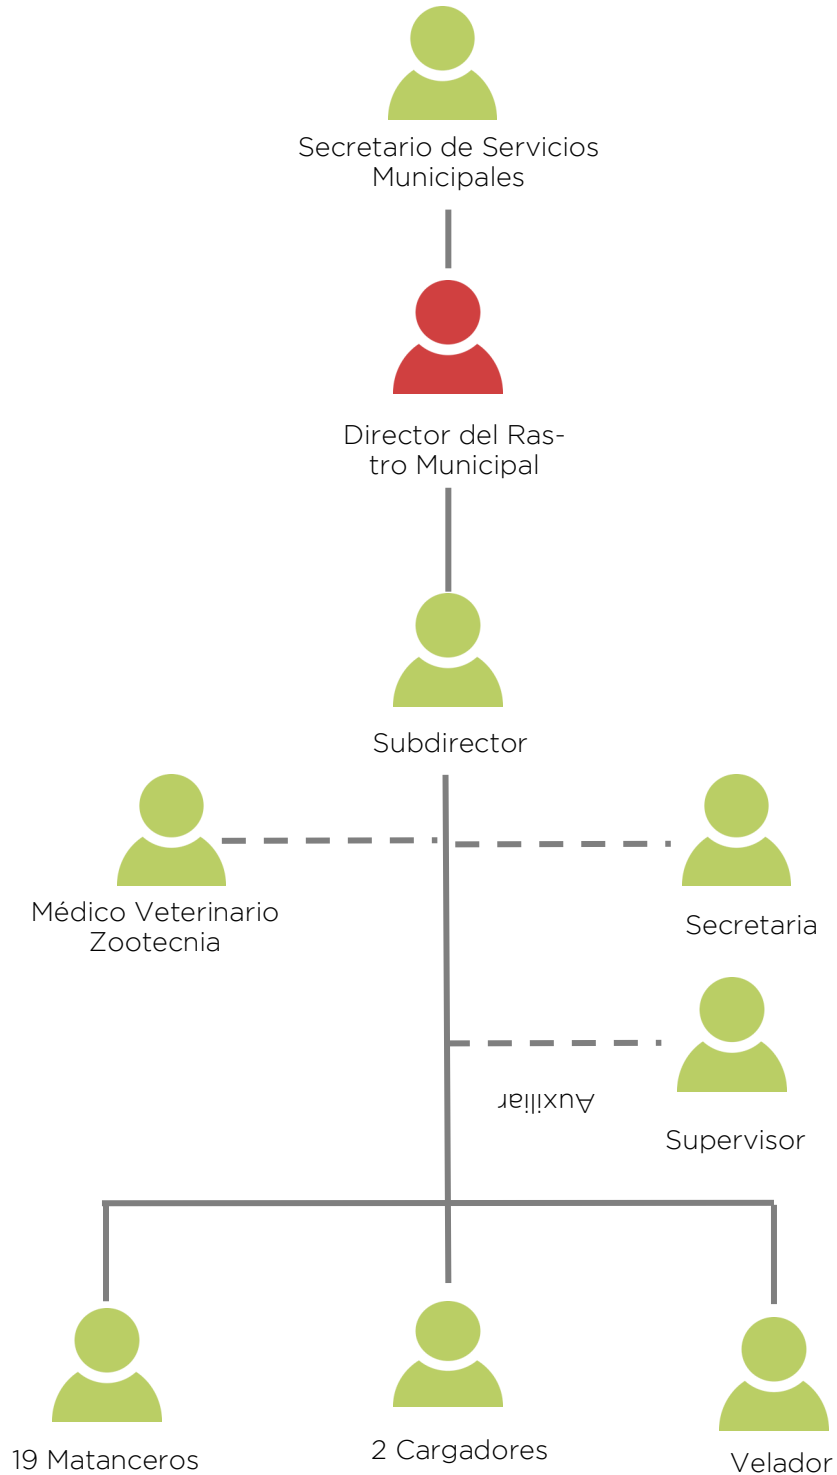 Secretario de Servicios
Municipales
Director del Ras-
tro Municipal
Subdirector
Médico Veterinario
Zootecnia
Secretaria
Auxiliar
Supervisor
19 Matanceros
2 Cargadores
Velador